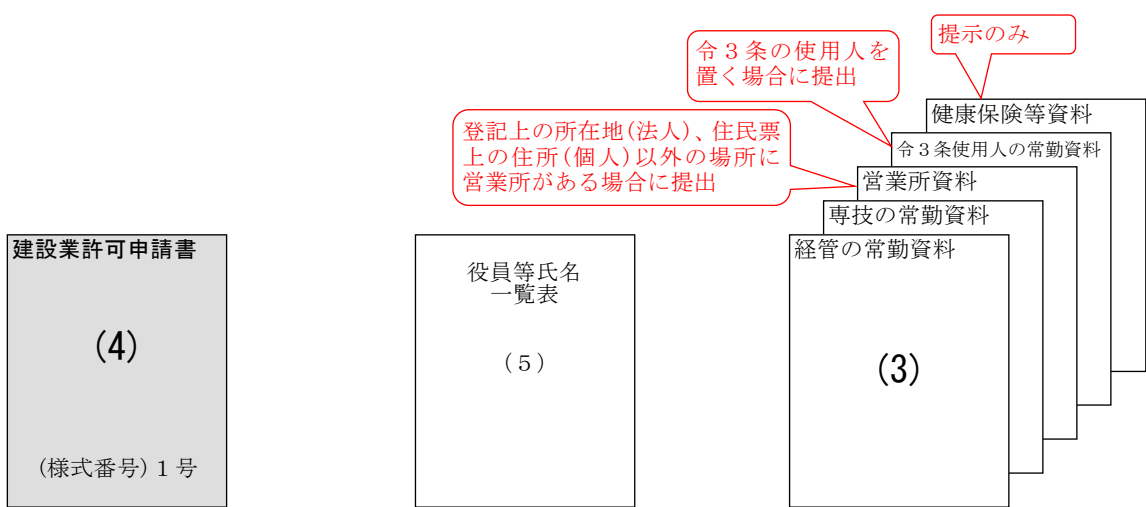 提示のみ
令３条の使用人を
置く場合に提出
登記上の所在地(法人)、住民票
上の住所(個人)以外の場所に
営業所がある場合に提出
健康保険等資料
令３条使用人の常勤資料
営業所資料
専技の常勤資料
経管の常勤資料
(3)
建設業許可申請書
(4)
(様式番号)１号
役員等氏名
一覧表
(５)